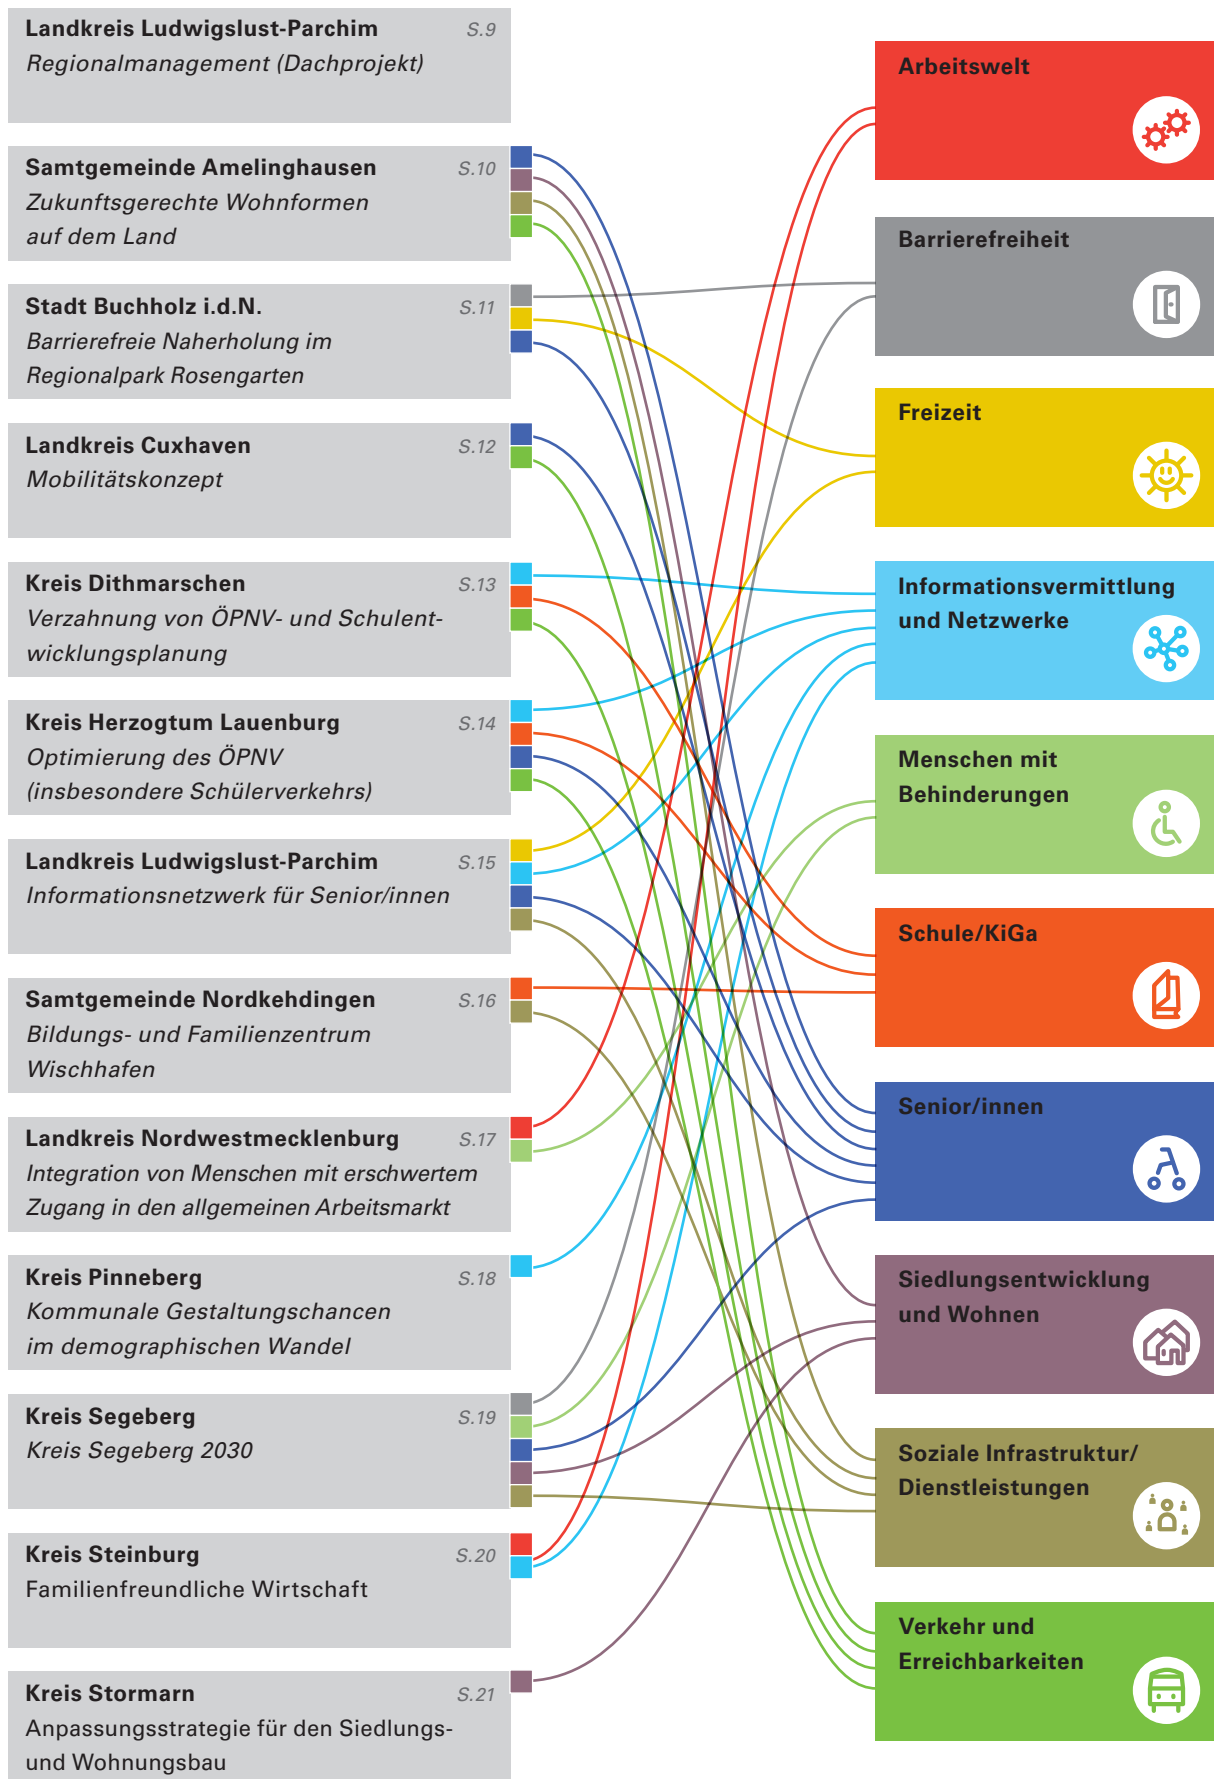 Landkreis Ludwigslust-Parchim S.9
Regionalmanagement (Dachprojekt)
Samtgemeinde Amelinghausen S.10
Zukunftsgerechte Wohnformen
auf dem Land
Stadt Buchholz i.d.N. S.11
Barrierefreie Naherholung im
Regionalpark Rosengarten
Landkreis Cuxhaven S.12
Mobilitätskonzept
Kreis Dithmarschen S.13
Verzahnung von ÖPNV- und Schulent-
wicklungsplanung
Kreis Herzogtum Lauenburg S.14
Optimierung des ÖPNV
(insbesondere Schülerverkehrs)
Landkreis Ludwigslust-Parchim S.15
Informationsnetzwerk für Senior/innen
Samtgemeinde Nordkehdingen S.16
Bildungs- und Familienzentrum
Wischhafen
Landkreis Nordwestmecklenburg S.17
Integration von Menschen mit erschwertem
Zugang in den allgemeinen Arbeitsmarkt
Kreis Pinneberg S.18
Kommunale Gestaltungschancen
im demographischen Wandel
Kreis Segeberg S.19
Kreis Segeberg 2030
Kreis Steinburg S.20
Familienfreundliche Wirtschaft
Kreis Stormarn S.21
Anpassungsstrategie für den Siedlungs-
und Wohnungsbau
Arbeitswelt
Barrierefreiheit
Freizeit
Informationsvermittlung
und Netzwerke
Menschen mit
Behinderungen
Schule/KiGa
Senior/innen
Siedlungsentwicklung
und Wohnen
Soziale Infrastruktur/
Dienstleistungen
Verkehr und
Erreichbarkeiten